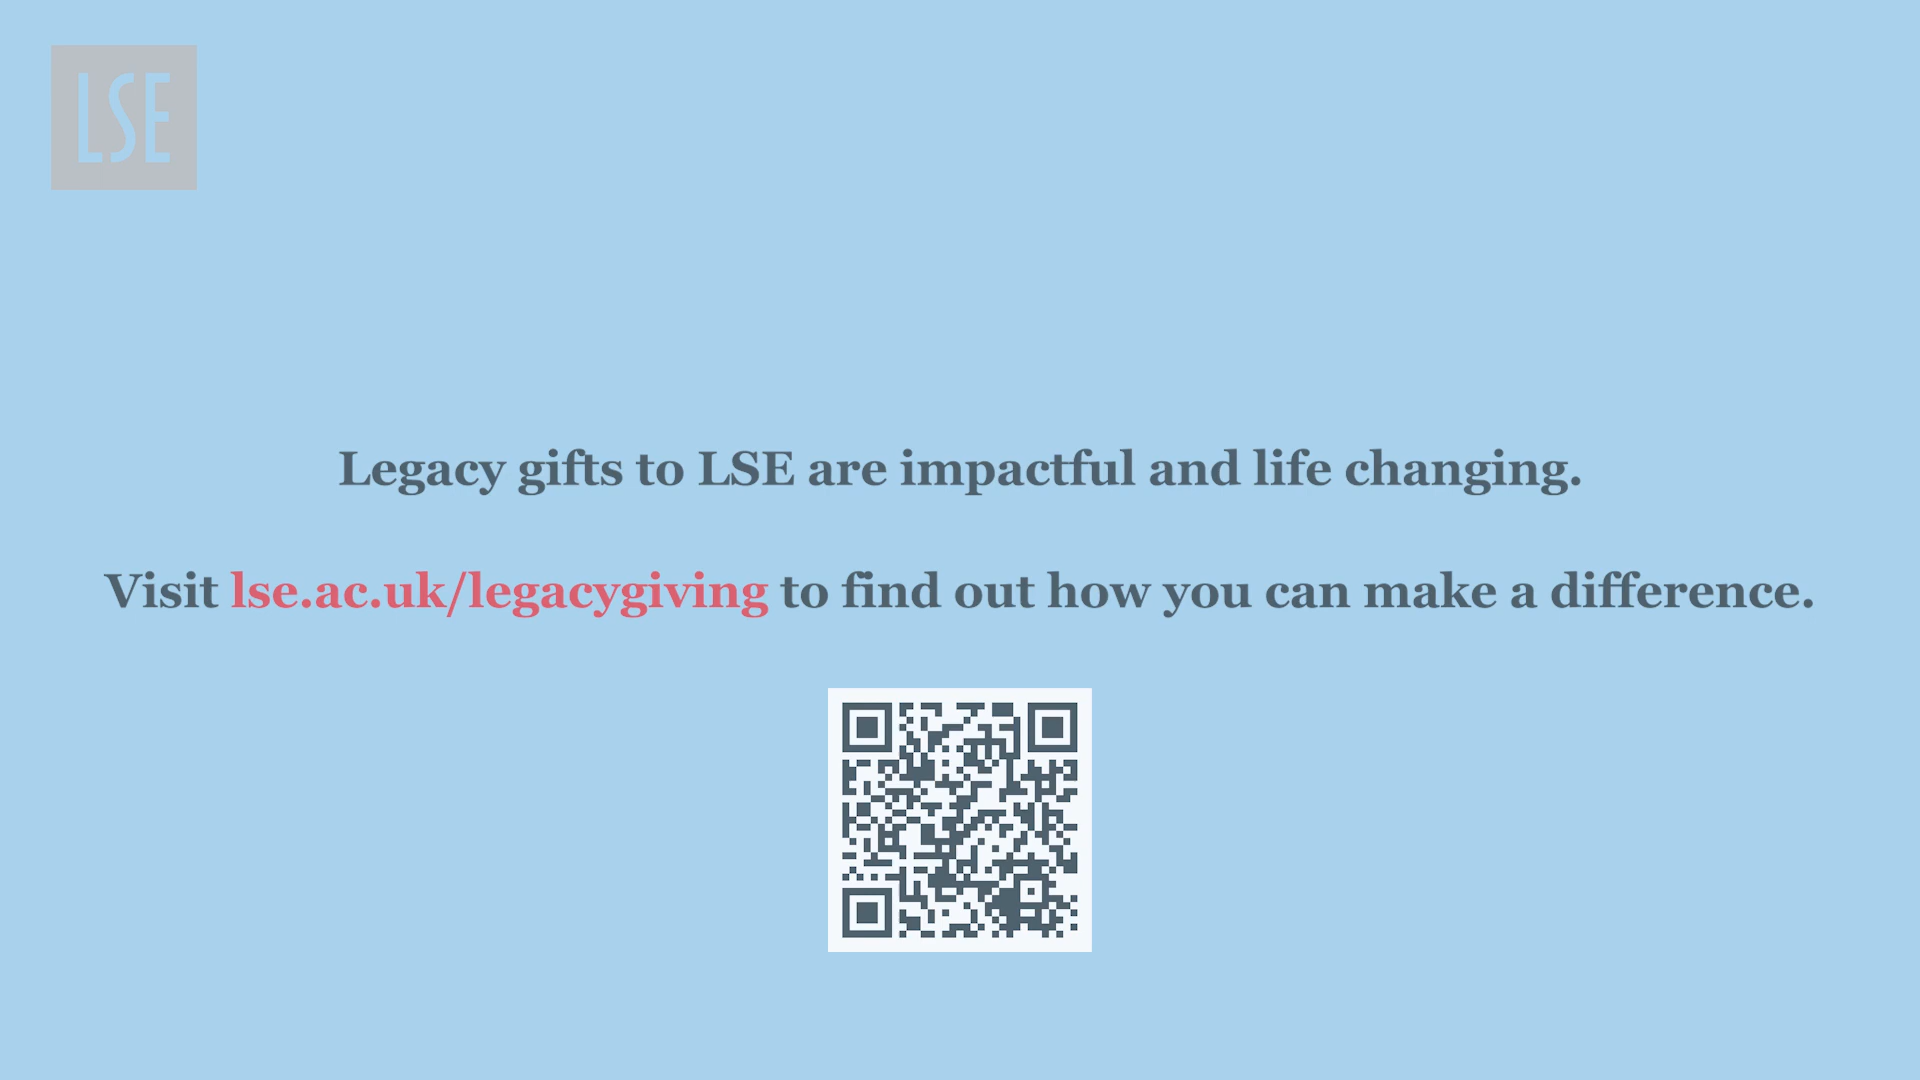 LSE
Legacy gifts to LSE are impactful and life changing.
Visit lse.ac.uk/legacygiving to find out how you can make a difference.